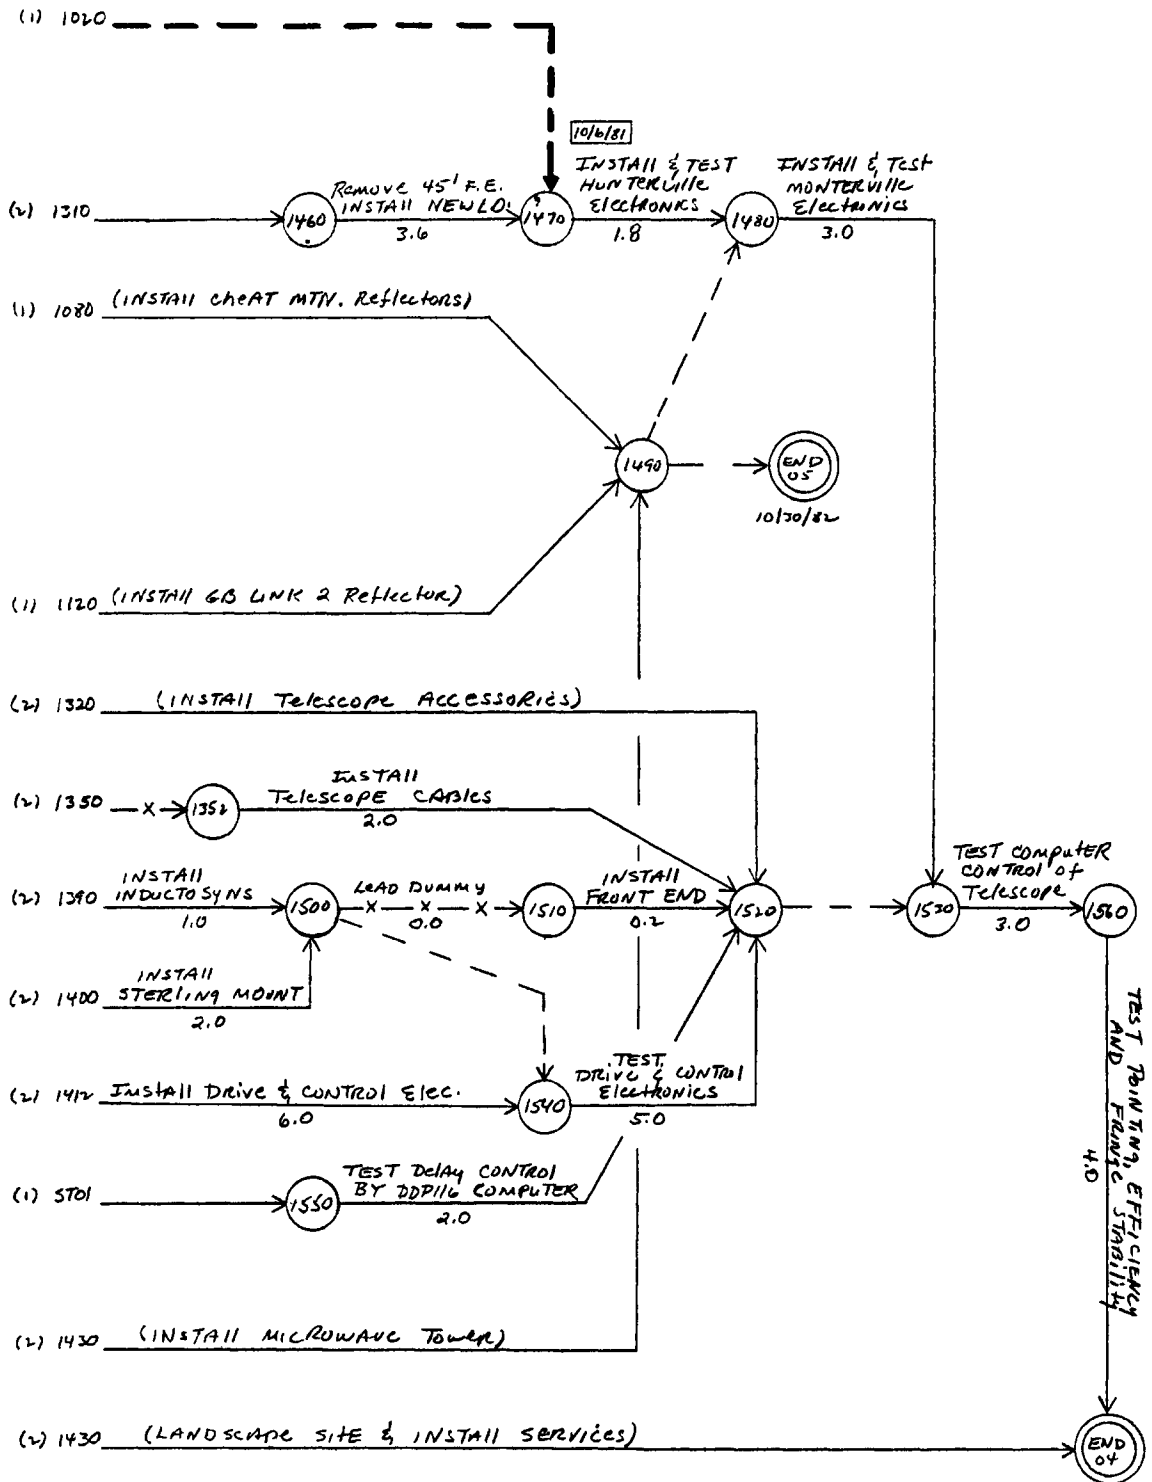 (1) 1020
10/6/81
(2) 1310
1460
Remove 45' F.E.
INSTALL NEW LO.
3.6
1470
INSTALL & TEST
HUNTERVILLE
ELECTRONICS
1.8
1480
INSTALL & TEST
MONTERVILLE
ELECTRONICS
3.0
(1) 1080
(INSTALL CHEAT MTN. Reflectors)
1490
END
05
10/30/82
(1) 1120
(INSTALL GB LINK 2 Reflector)
(2) 1320
(INSTALL Telescope ACCESSORIES)
(2) 1350
X
1352
INSTALL
Telescope CABles
2.0
(2) 1390
INSTALL
INDUCTOSYNS
1.0
1500
LEAD DUMMY
X X X
0.0
1510
INSTALL
FRONT END
0.2
1520
1530
TEST COMPUTER
CONTROL of
Telescope
3.0
1560
(2) 1400
INSTALL
STERLING MOUNT
2.0
(2) 1412
INSTALL DRIVE & CONTROL Elec.
6.0
1540
TEST
DRIVE & CONTROL
Electronics
5.0
TEST POINTING, EFFICIENCY
AND FRINGE STABILITY
4.0
(1) ST01
1550
TEST Delay CONTROL
BY DDP116 COMPUTER
2.0
(2) 1430
(INSTALL MICROWAVE Tower)
(2) 1430
(LANDSCAPE SITE & INSTALL SERVICES)
END
04